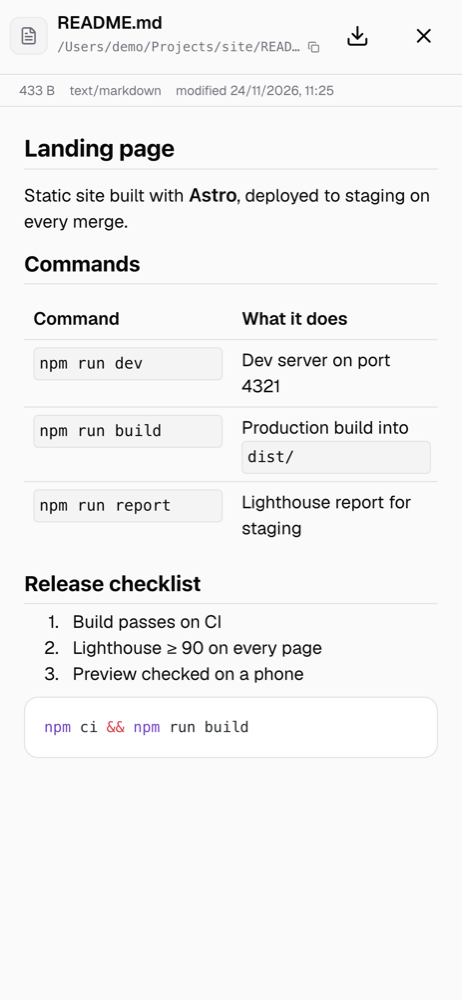 README.md
/Users/demo/Projects/site/READ…
433 B text/markdown modified 24/11/2026, 11:25
Landing page
Static site built with Astro, deployed to staging on
every merge.
Commands
Command What it does
npm run dev Dev server on port
4321
npm run build Production build into
dist/
npm run report Lighthouse report for
staging
Release checklist
1. Build passes on CI
2. Lighthouse ≥ 90 on every page
3. Preview checked on a phone
npm ci && npm run build